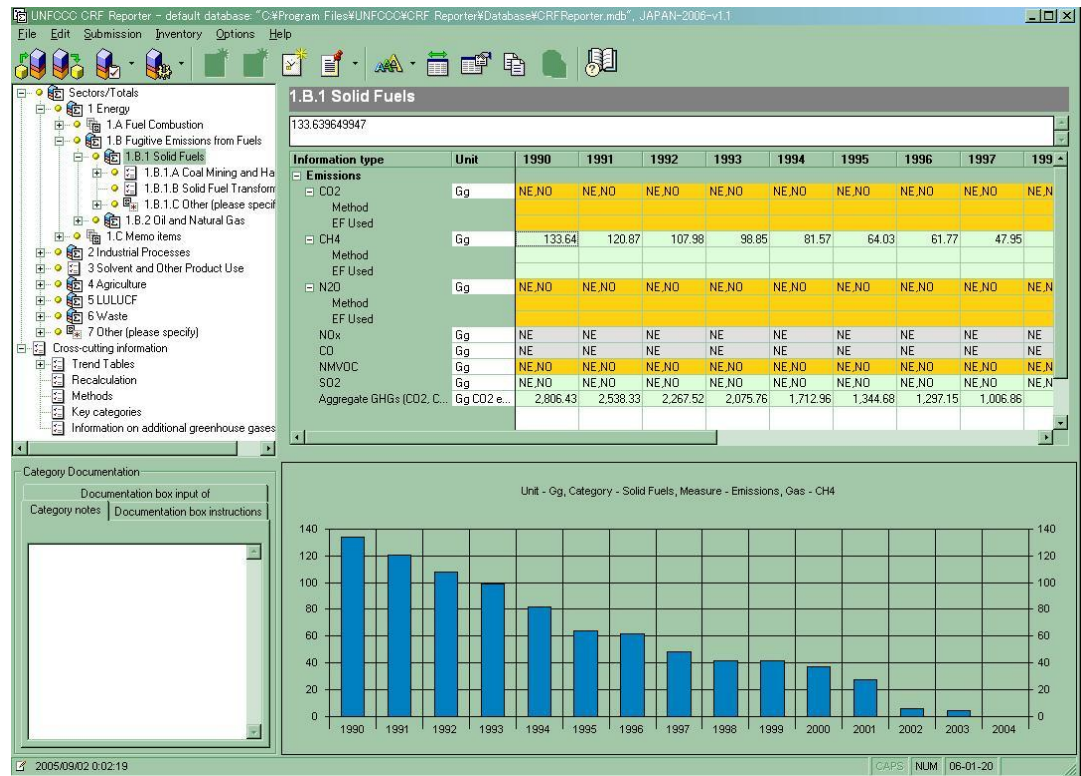 UNFCCC CRF Reporter - default database: "C:¥Program Files¥UNFCCC¥CRF Reporter¥Database¥CRFReporter.mdb", JAPAN-2006-v1.1
File Edit Submission Inventory Options Help
Sectors/Totals
1 Energy
1.A Fuel Combustion
1.B Fugitive Emissions from Fuels
1.B.1 Solid Fuels
1.B.1.A Coal Mining and Ha
1.B.1.B Solid Fuel Transform
1.B.1.C Other (please specif
1.B.2 Oil and Natural Gas
1.C Memo items
2 Industrial Processes
3 Solvent and Other Product Use
4 Agriculture
5 LULUCF
6 Waste
7 Other (please specify)
Cross-cutting information
Trend Tables
Recalculation
Methods
Key categories
Information on additional greenhouse gases
1.B.1 Solid Fuels
133.639649947
Information type Unit 1990 1991 1992 1993 1994 1995 1996 1997 199
Emissions
CO2 Gg NE,NO NE,NO NE,NO NE,NO NE,NO NE,NO NE,NO NE,NO NE,N
Method
EF Used
CH4 Gg 133.64 120.87 107.98 98.85 81.57 64.03 61.77 47.95
Method
EF Used
N2O Gg NE,NO NE,NO NE,NO NE,NO NE,NO NE,NO NE,NO NE,NO NE,N
Method
EF Used
NOx Gg NE NE NE NE NE NE NE NE NE
CO Gg NE NE NE NE NE NE NE NE NE
NMVOC Gg NE,NO NE,NO NE,NO NE,NO NE,NO NE,NO NE,NO NE,NO NE,N
SO2 Gg NE,NO NE,NO NE,NO NE,NO NE,NO NE,NO NE,NO NE,NO NE,N
Aggregate GHGs (CO2, C... Gg CO2 e... 2,806.43 2,538.33 2,267.52 2,075.76 1,712.96 1,344.68 1,297.15 1,006.86
Category Documentation
Documentation box input of
Category notes Documentation box instructions
Unit - Gg, Category - Solid Fuels, Measure - Emissions, Gas - CH4
140 140
120 120
100 100
80 80
60 60
40 40
20 20
0 0
1990 1991 1992 1993 1994 1995 1996 1997 1998 1999 2000 2001 2002 2003 2004
2005/09/02 0:02:19 CAPS NUM 06-01-20